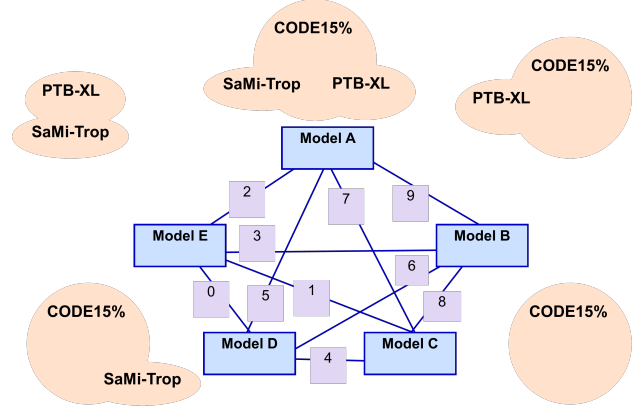 CODE15%
SaMi-Trop PTB-XL
PTB-XL
SaMi-Trop
CODE15%
PTB-XL
Model A
2
7
9
Model E
3
Model B
6
0
5
1
8
Model D
4
Model C
CODE15%
SaMi-Trop
CODE15%